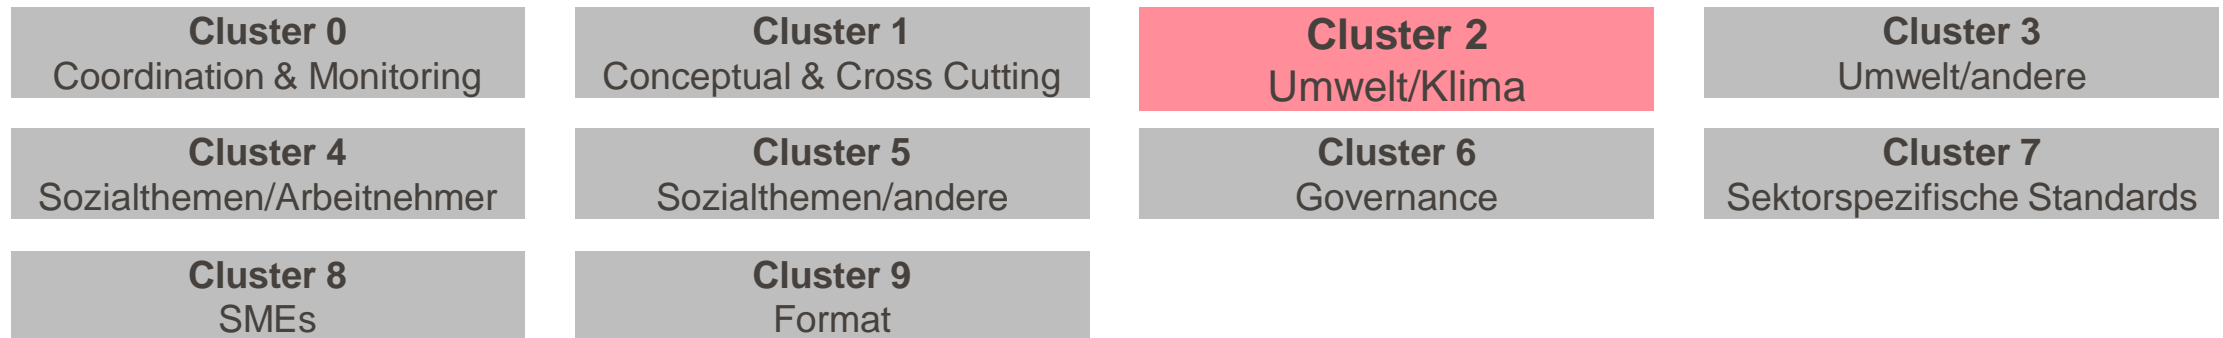 Cluster 0
Coordination & Monitoring
Cluster 1
Conceptual & Cross Cutting
Cluster 2
Umwelt/Klima
Cluster 3
Umwelt/andere
Cluster 4
Sozialthemen/Arbeitnehmer
Cluster 5
Sozialthemen/andere
Cluster 6
Governance
Cluster 7
Sektorspezifische Standards
Cluster 8
SMEs
Cluster 9
Format